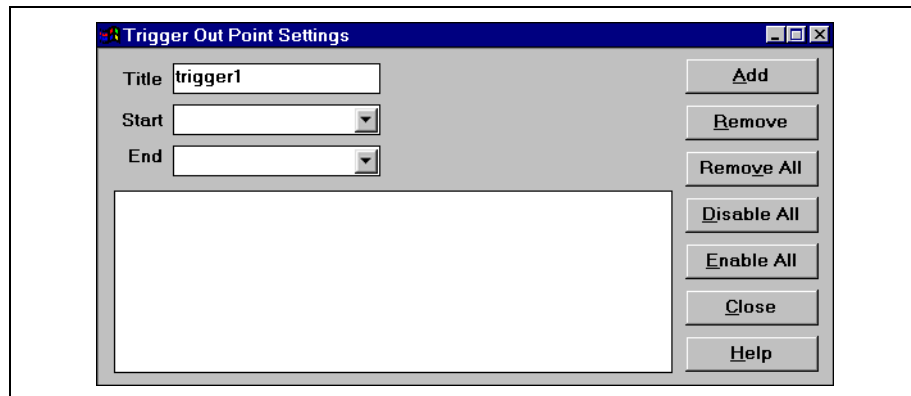 Trigger Out Point Settings
Title trigger1
Start
End
Add
Remove
Remove All
Disable All
Enable All
Close
Help